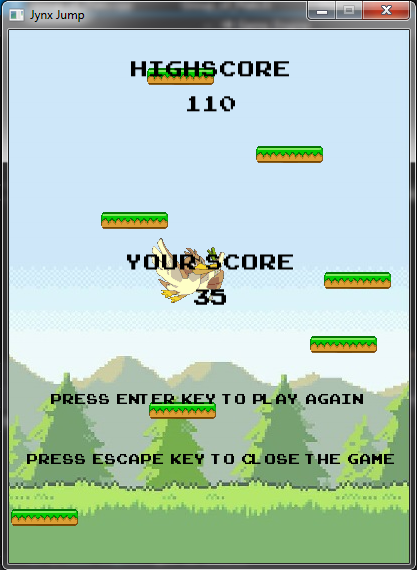 Jynx Jump
HIGHSCORE
110
YOUR SCORE
35
PRESS ENTER KEY TO PLAY AGAIN
PRESS ESCAPE KEY TO CLOSE THE GAME